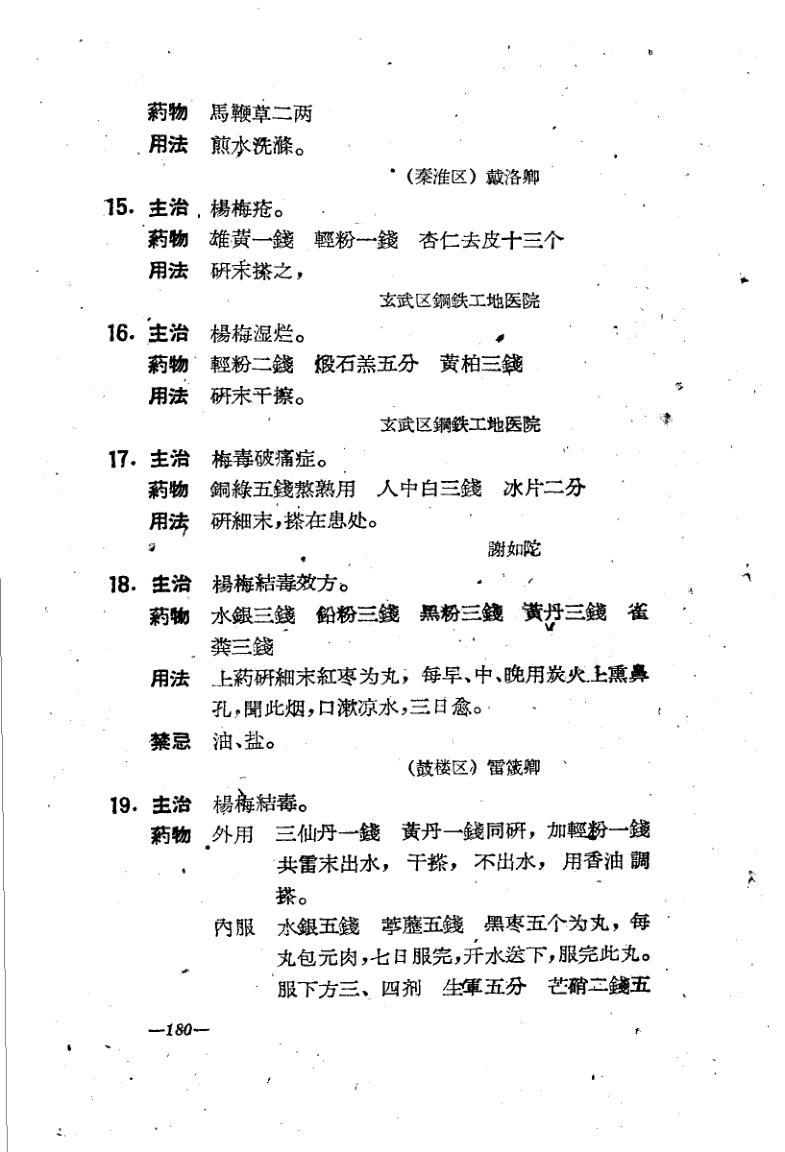 葯物 馬鞭草二两
用法 煎水洗滌。
(秦淮区) 戴洛卿
15. 主治 楊梅疮。
葯物 雄黃一錢 輕粉一錢 杏仁去皮十三个
用法 研末搽之，
玄武区鋼鉄工地医院
16. 主治 楊梅湿烂。
葯物 輕粉二錢 煅石羔五分 黃柏三錢
用法 研末干擦。
玄武区鋼鉄工地医院
17. 主治 梅毒破痛症。
葯物 銅綠五錢熬熟用 人中白三錢 冰片二分
用法 研細末，搽在患处。
謝如陀
18. 主治 楊梅結毒效方。
葯物 水銀三錢 鉛粉三錢 黑粉三錢 黃丹三錢 雀
粪三錢
用法 上葯研細末紅枣为丸，每早、中、晚用炭火上熏鼻
孔，聞此烟，口漱凉水，三日愈。
禁忌 油、盐。
(鼓楼区) 雷箴卿
19. 主治 楊梅結毒。
葯物 外用 三仙丹一錢 黃丹一錢同研，加輕粉一錢
共雷末出水，干搽，不出水，用香油調
搽。
內服 水銀五錢 葶藶五錢 黑枣五个为丸，每
丸包元肉，七日服完，开水送下，服完此丸。
服下方三、四剂 生軍五分 芒硝二錢五
—180—